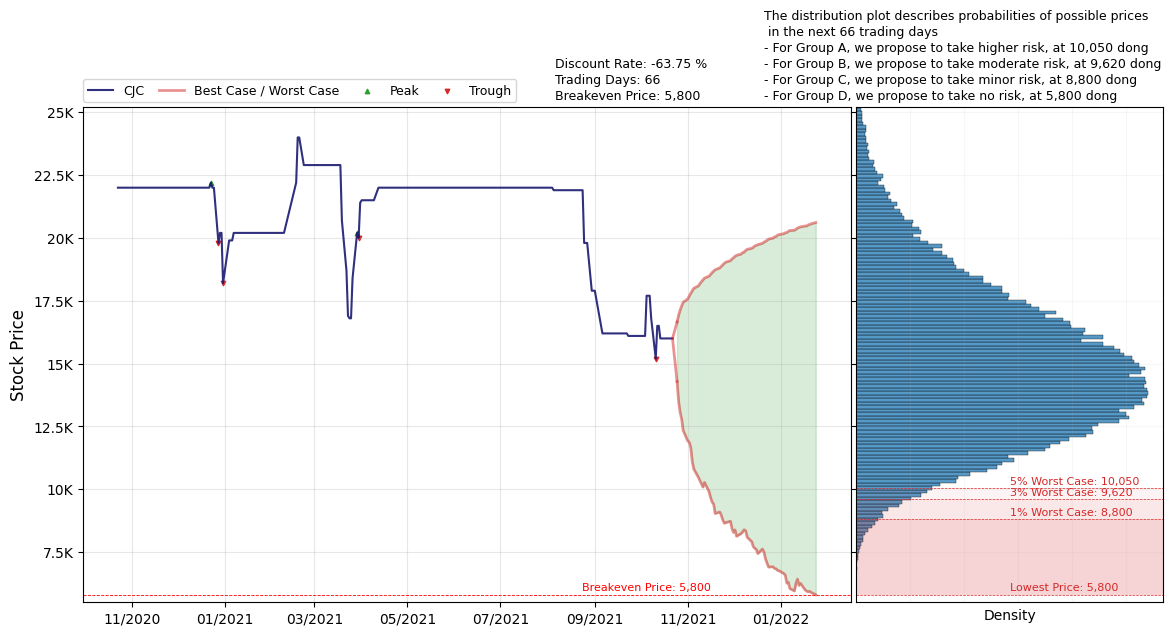 The distribution plot describes probabilities of possible prices
in the next 66 trading days
- For Group A, we propose to take higher risk, at 10,050 dong
- For Group B, we propose to take moderate risk, at 9,620 dong
- For Group C, we propose to take minor risk, at 8,800 dong
- For Group D, we propose to take no risk, at 5,800 dong
Discount Rate: -63.75 %
Trading Days: 66
Breakeven Price: 5,800
CJC
Best Case / Worst Case
Peak
Trough
Stock Price
25K
22.5K
20K
17.5K
15K
12.5K
10K
7.5K
Breakeven Price: 5,800
11/2020
01/2021
03/2021
05/2021
07/2021
09/2021
11/2021
01/2022
5% Worst Case: 10,050
3% Worst Case: 9,620
1% Worst Case: 8,800
Lowest Price: 5,800
Density